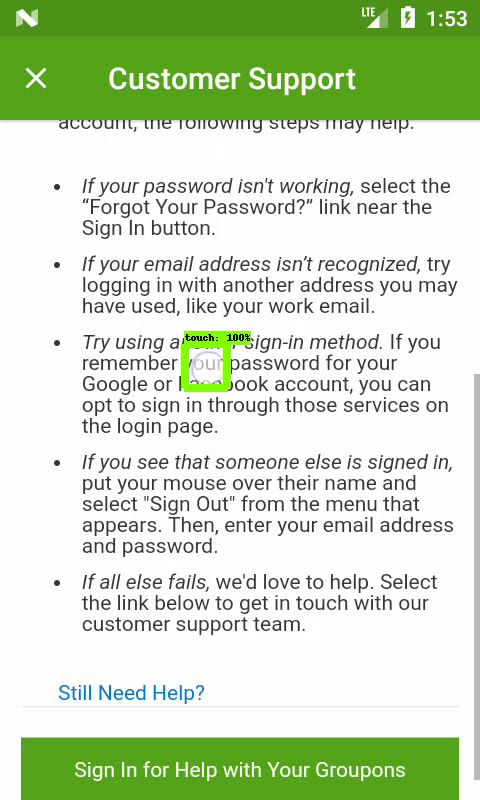 LTE 1:53
Customer Support
account, the following steps may help.
• If your password isn't working, select the
“Forgot Your Password?” link near the
Sign In button.
• If your email address isn’t recognized, try
logging in with another address you may
have used, like your work email.
• Try using another sign-in method. If you
touch: 100%
remember your password for your
Google or Facebook account, you can
opt to sign in through those services on
the login page.
• If you see that someone else is signed in,
put your mouse over their name and
select "Sign Out" from the menu that
appears. Then, enter your email address
and password.
• If all else fails, we'd love to help. Select
the link below to get in touch with our
customer support team.
Still Need Help?
Sign In for Help with Your Groupons